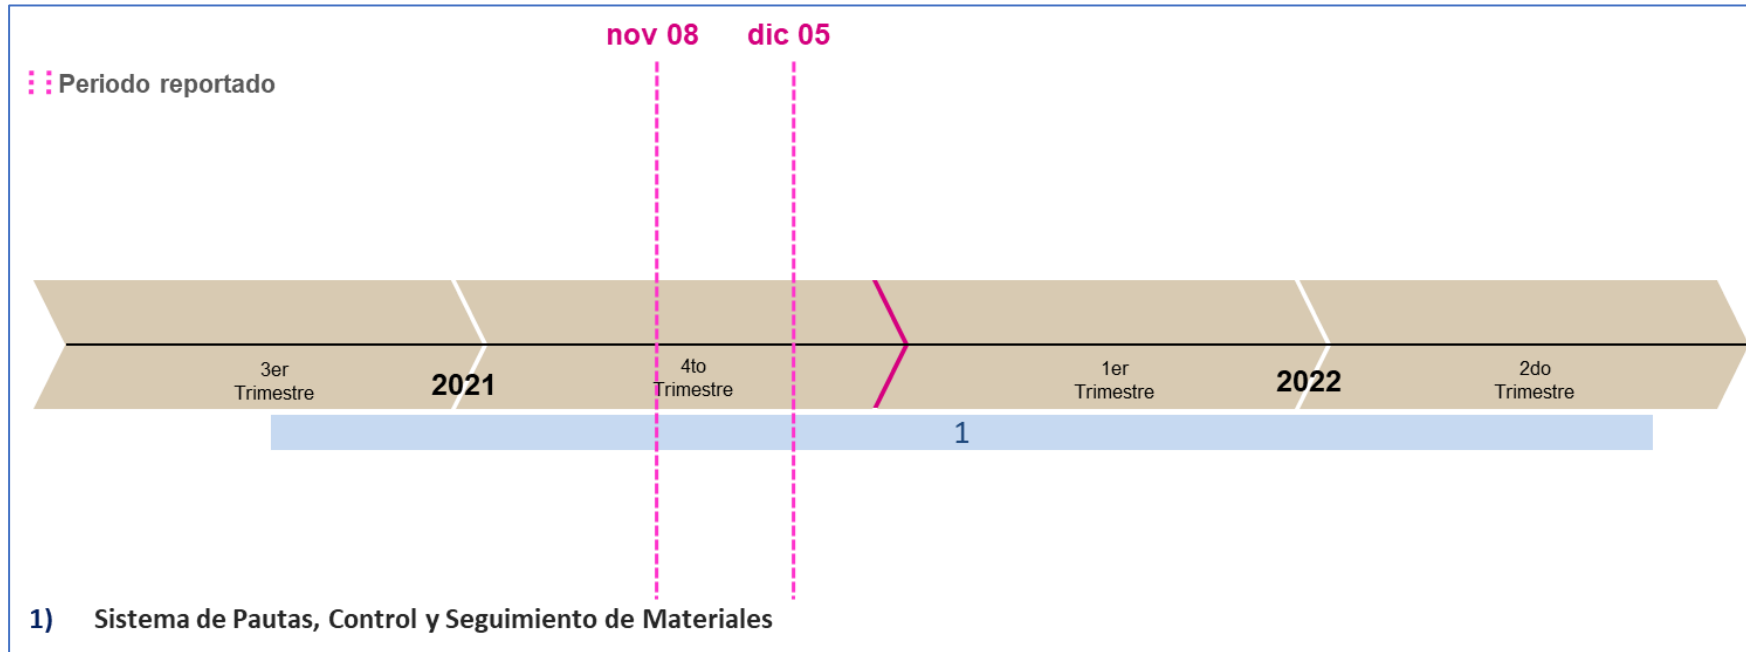 nov 08 dic 05
Periodo reportado
3er
Trimestre
2021
4to
Trimestre
1er
Trimestre
2022
2do
Trimestre
1
1) Sistema de Pautas, Control y Seguimiento de Materiales